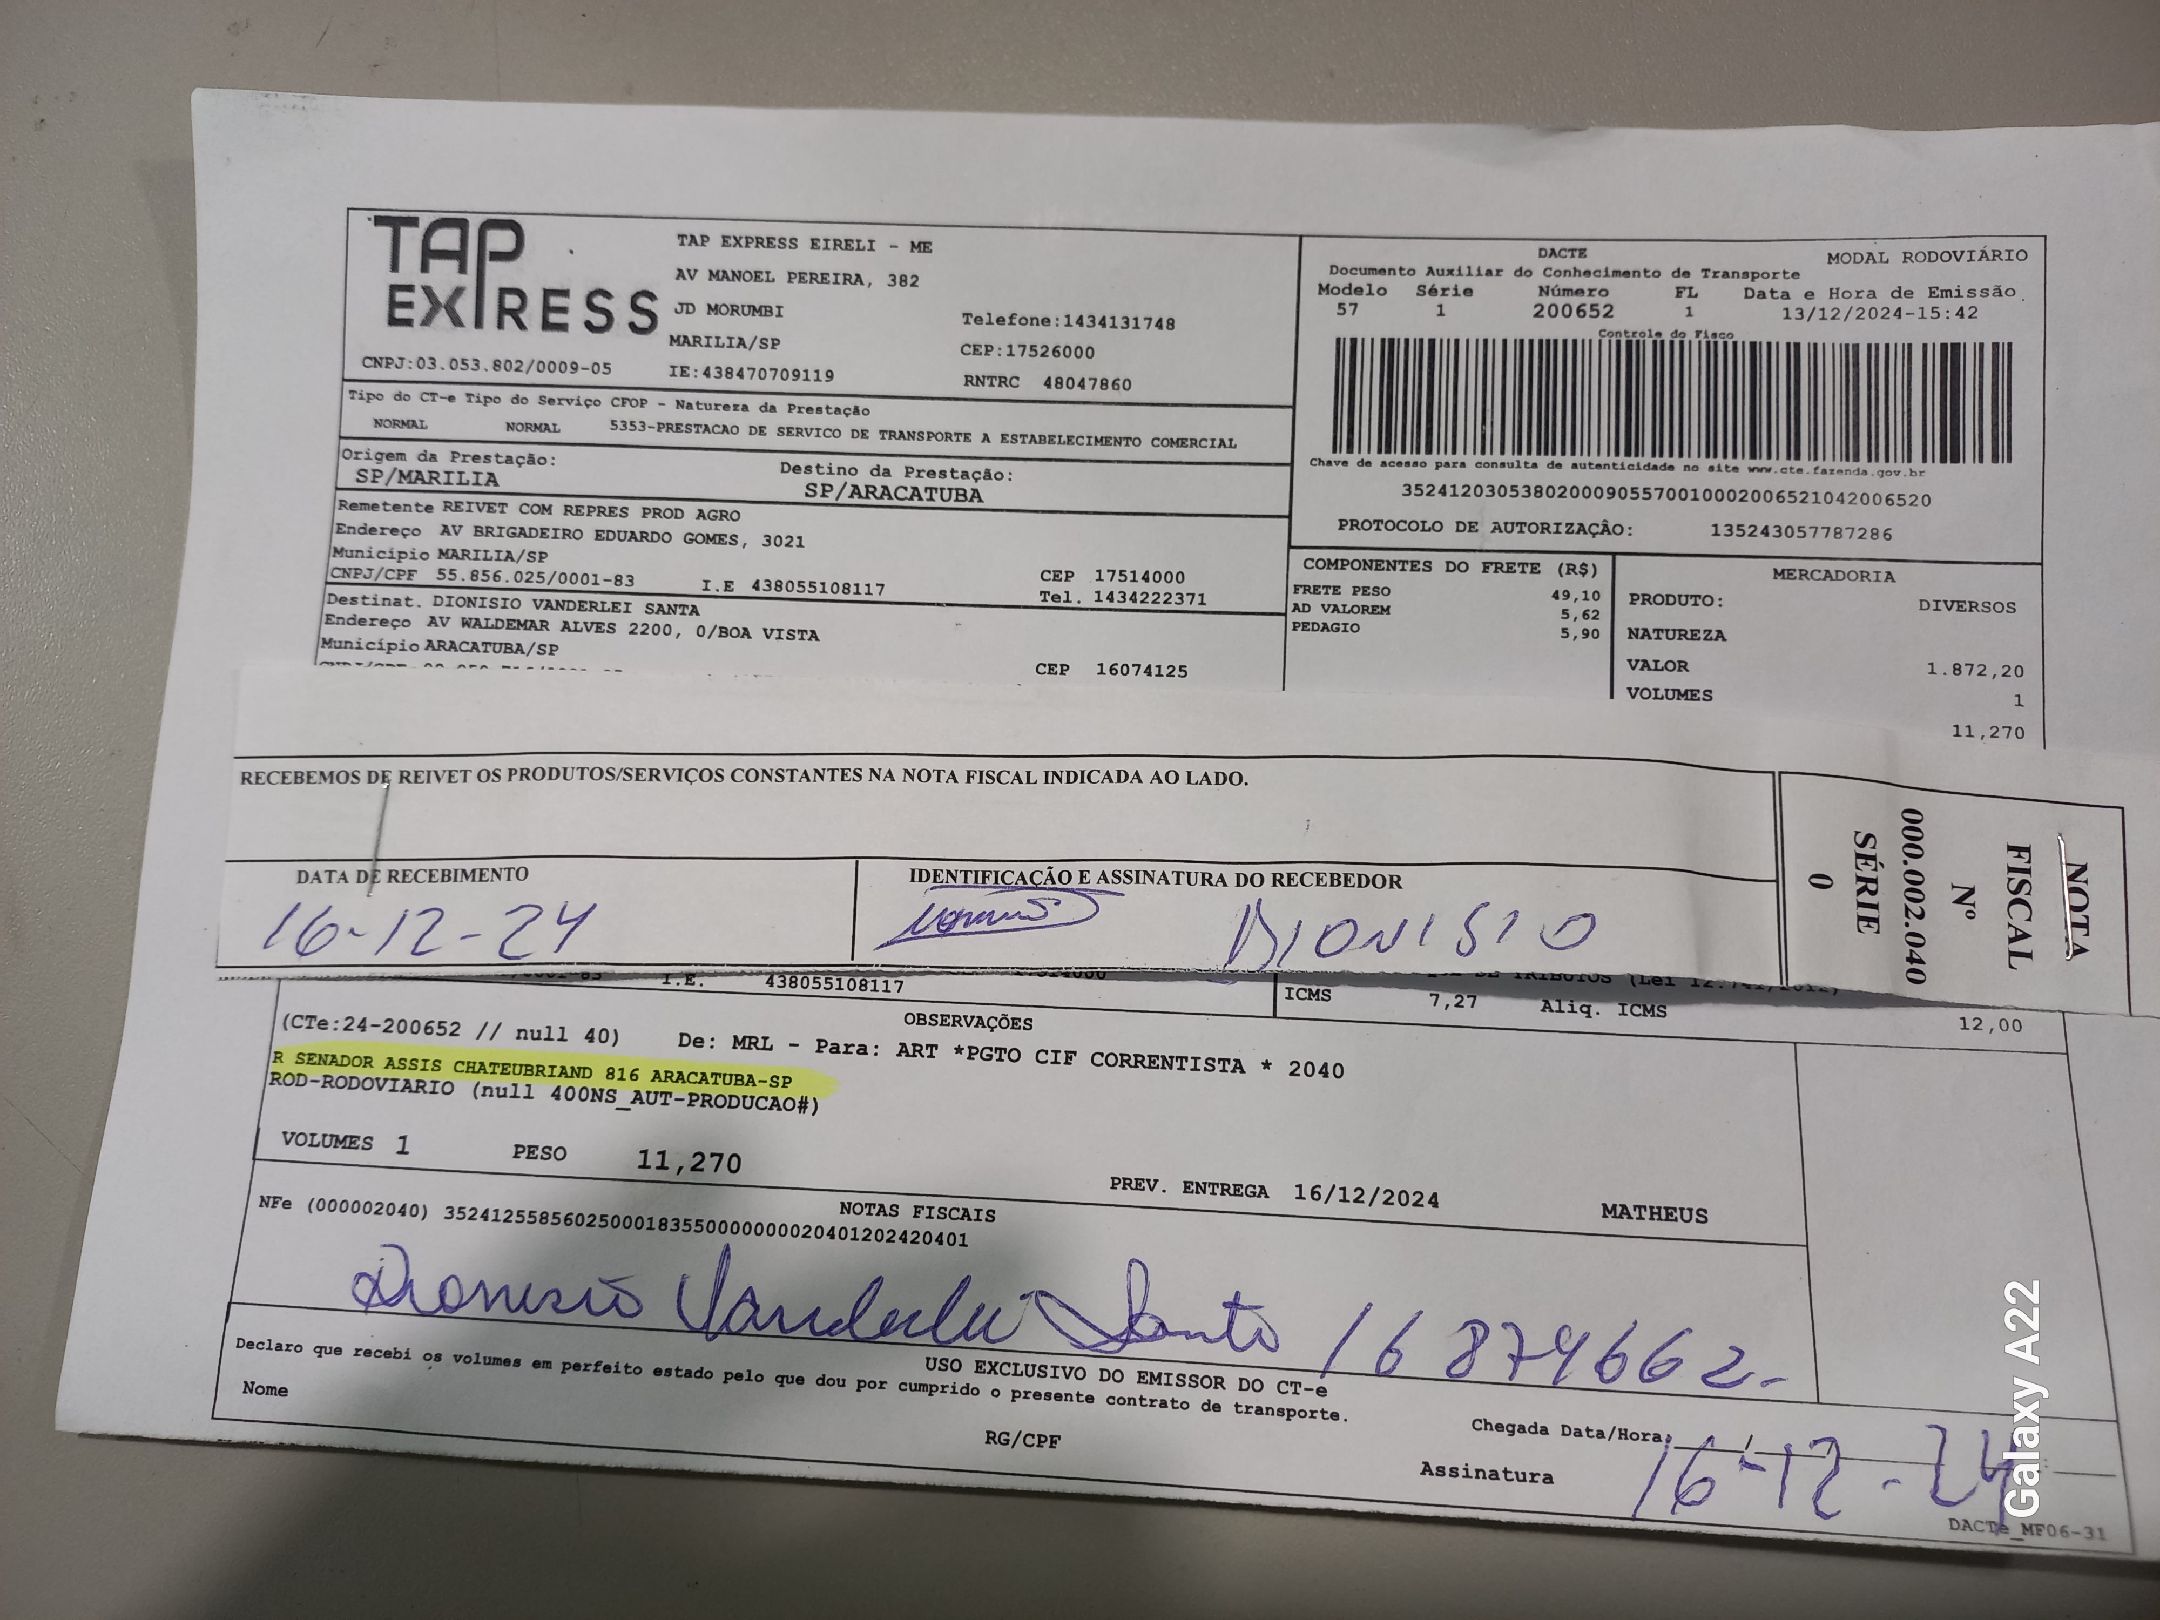 TAP EXPRESS
TAP EXPRESS EIRELI - ME
AV MANOEL PEREIRA, 382
JD MORUMBI
MARILIA/SP
CNPJ:03.053.802/0009-05
IE:438470709119
Telefone:1434131748
CEP:17526000
RNTRC 48047860
DACTE
MODAL RODOVIÁRIO
Documento Auxiliar do Conhecimento de Transporte
Modelo Série Número FL Data e Hora de Emissão
57 1 200652 1 13/12/2024-15:42
Controle do Fisco
Chave de acesso para consulta de autenticidade no site www.cte.fazenda.gov.br
35241203053802000905570010002006521042006520
PROTOCOLO DE AUTORIZAÇÂO: 135243057787286
Tipo do CT-e Tipo do Serviço CFOP - Natureza da Prestação
NORMAL NORMAL 5353-PRESTACAO DE SERVICO DE TRANSPORTE A ESTABELECIMENTO COMERCIAL
Origem da Prestação: Destino da Prestação:
SP/MARILIA SP/ARACATUBA
Remetente REIVET COM REPRES PROD AGRO
Endereço AV BRIGADEIRO EDUARDO GOMES, 3021
Município MARILIA/SP
CEP 17514000
CNPJ/CPF 55.856.025/0001-83 I.E 438055108117 Tel. 1434222371
Destinat. DIONISIO VANDERLEI SANTA
Endereço AV WALDEMAR ALVES 2200, 0/BOA VISTA
Município ARACATUBA/SP
CEP 16074125
COMPONENTES DO FRETE (R$)
FRETE PESO 49,10
AD VALOREM 5,62
PEDAGIO 5,90
MERCADORIA
PRODUTO: DIVERSOS
NATUREZA
VALOR 1.872,20
VOLUMES 1
11,270
RECEBEMOS DE REIVET OS PRODUTOS/SERVIÇOS CONSTANTES NA NOTA FISCAL INDICADA AO LADO.
DATA DE RECEBIMENTO
16-12-24
IDENTIFICAÇÃO E ASSINATURA DO RECEBEDOR
DIONISIO
NOTA
FISCAL
Nº
000.002.040
SÉRIE
0
I.E. 438055108117
DE TRIBUTOS (Lei 12.741/2012)
ICMS 7,27 Aliq. ICMS 12,00
OBSERVAÇÕES
(CTe:24-200652 // null 40) De: MRL - Para: ART *PGTO CIF CORRENTISTA * 2040
R SENADOR ASSIS CHATEUBRIAND 816 ARACATUBA-SP
ROD-RODOVIARIO (null 400NS_AUT-PRODUCAO#)
VOLUMES 1 PESO 11,270
PREV. ENTREGA 16/12/2024 MATHEUS
NOTAS FISCAIS
NFe (000002040) 35241255856025000183550000000020401202420401
Dionisio Vanderlei Santo 16 874662-
USO EXCLUSIVO DO EMISSOR DO CT-e
Declaro que recebi os volumes em perfeito estado pelo que dou por cumprido o presente contrato de transporte.
Nome
RG/CPF
Chegada Data/Hora:
Assinatura
16-12-24
DACTe_MF06-31
Galaxy A22